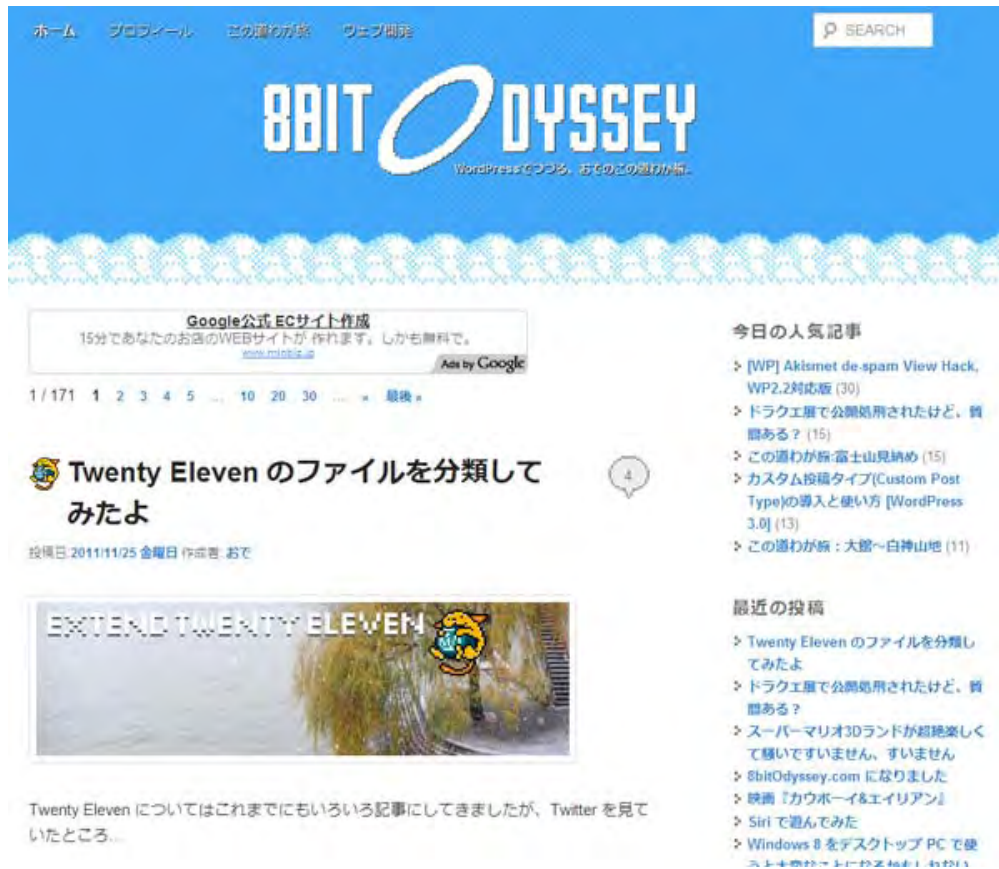 ホーム プロフィール この道わが旅 ウェブ開発
SEARCH
8BIT ODYSSEY
WordPressでつづる、おでのこの道わが旅。
Google公式 ECサイト作成
15分であなたのお店のWEBサイトが 作れます。しかも無料で。
Ads by Google
1 / 171 1 2 3 4 5 ... 10 20 30 ... » 最後 »
Twenty Eleven のファイルを分類して
みたよ
4
投稿日: 2011/11/25 金曜日 作成者: おで
EXTEND TWENTY ELEVEN
Twenty Eleven についてはこれまでにもいろいろ記事にしてきましたが、Twitter を見て
いたところ...
今日の人気記事
[WP] Akismet de-spam View Hack,
WP2.2対応版 (30)
ドラクエ展で公開処刑されたけど、質
問ある? (15)
この道わが旅:富士山見納め (15)
カスタム投稿タイプ(Custom Post
Type)の導入と使い方 [WordPress
3.0] (13)
この道わが旅:大館~白神山地 (11)
最近の投稿
Twenty Eleven のファイルを分類し
てみたよ
ドラクエ展で公開処刑されたけど、質
問ある?
スーパーマリオ3Dランドが超絶楽しく
て騒いですいません、すいません
8bitOdyssey.com になりました
映画『カウボーイ&エイリアン』
Siri で遊んでみた
Windows 8 をデスクトップ PC で使
うと大変なことになるかもしれない